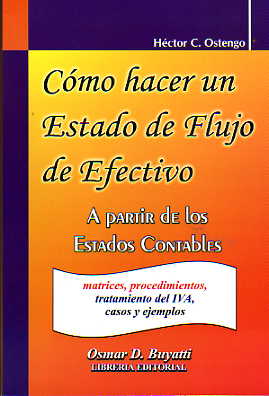 Héctor C. Ostengo
Cómo hacer un
Estado de Flujo
de Efectivo
A PARTIR DE LOS
ESTADOS CONTABLES
matrices, procedimientos,
tratamiento del IVA,
casos y ejemplos
Osmar D. Buyatti
LIBRERIA EDITORIAL